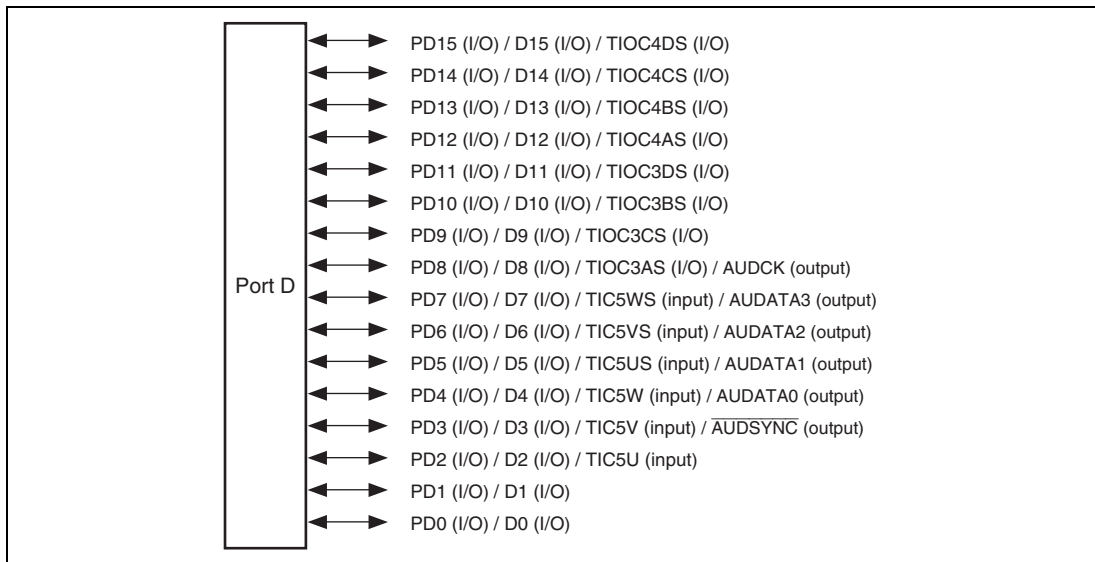 Port D
PD15 (I/O) / D15 (I/O) / TIOC4DS (I/O)
PD14 (I/O) / D14 (I/O) / TIOC4CS (I/O)
PD13 (I/O) / D13 (I/O) / TIOC4BS (I/O)
PD12 (I/O) / D12 (I/O) / TIOC4AS (I/O)
PD11 (I/O) / D11 (I/O) / TIOC3DS (I/O)
PD10 (I/O) / D10 (I/O) / TIOC3BS (I/O)
PD9 (I/O) / D9 (I/O) / TIOC3CS (I/O)
PD8 (I/O) / D8 (I/O) / TIOC3AS (I/O) / AUDCK (output)
PD7 (I/O) / D7 (I/O) / TIC5WS (input) / AUDATA3 (output)
PD6 (I/O) / D6 (I/O) / TIC5VS (input) / AUDATA2 (output)
PD5 (I/O) / D5 (I/O) / TIC5US (input) / AUDATA1 (output)
PD4 (I/O) / D4 (I/O) / TIC5W (input) / AUDATA0 (output)
PD3 (I/O) / D3 (I/O) / TIC5V (input) / A̅U̅D̅S̅Y̅N̅C̅ (output)
PD2 (I/O) / D2 (I/O) / TIC5U (input)
PD1 (I/O) / D1 (I/O)
PD0 (I/O) / D0 (I/O)